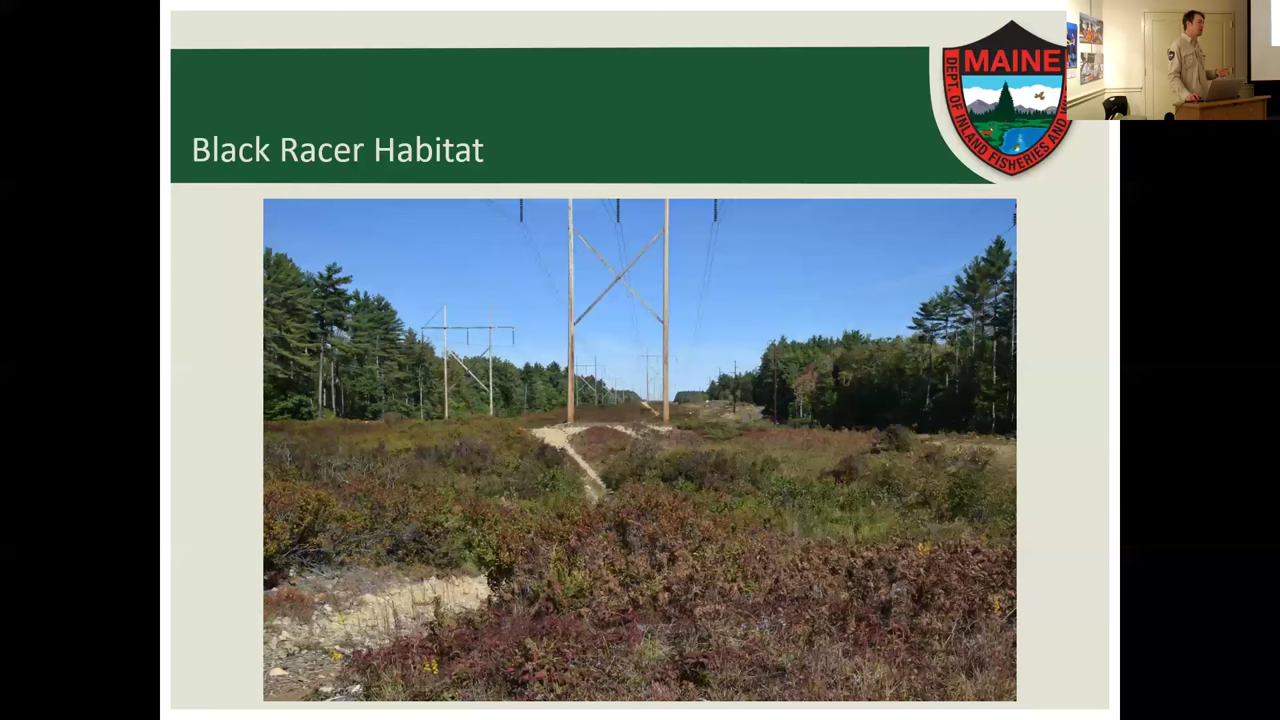 Black Racer Habitat
MAINE
DEPT. OF INLAND FISHERIES AND